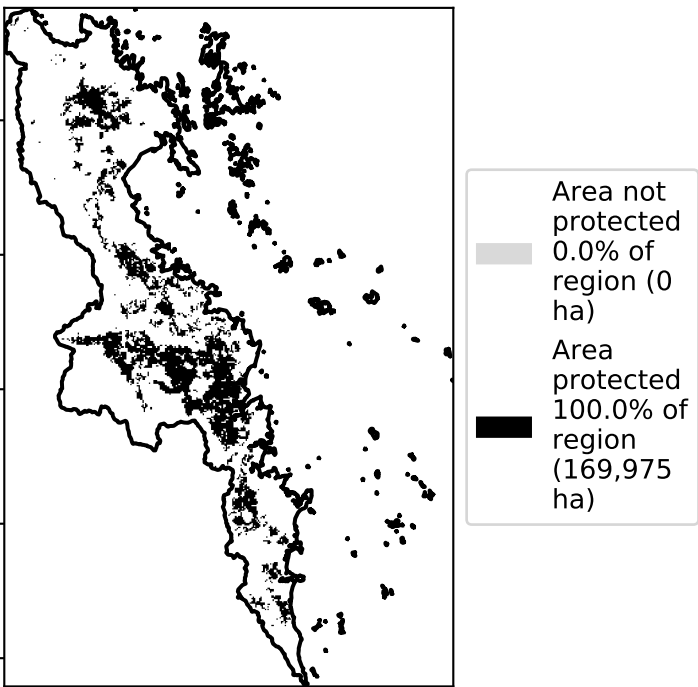 Area not
protected
0.0% of
region (0
ha)
Area
protected
100.0% of
region
(169,975
ha)